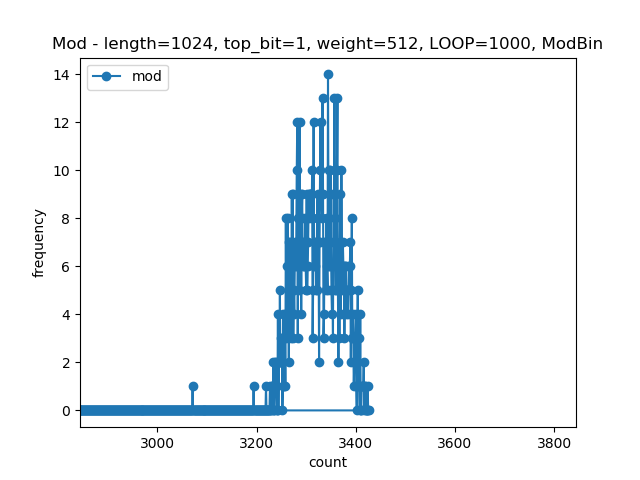 Mod - length=1024, top_bit=1, weight=512, LOOP=1000, ModBin
mod
14
12
10
8
6
4
2
0
frequency
3000 3200 3400 3600 3800
count